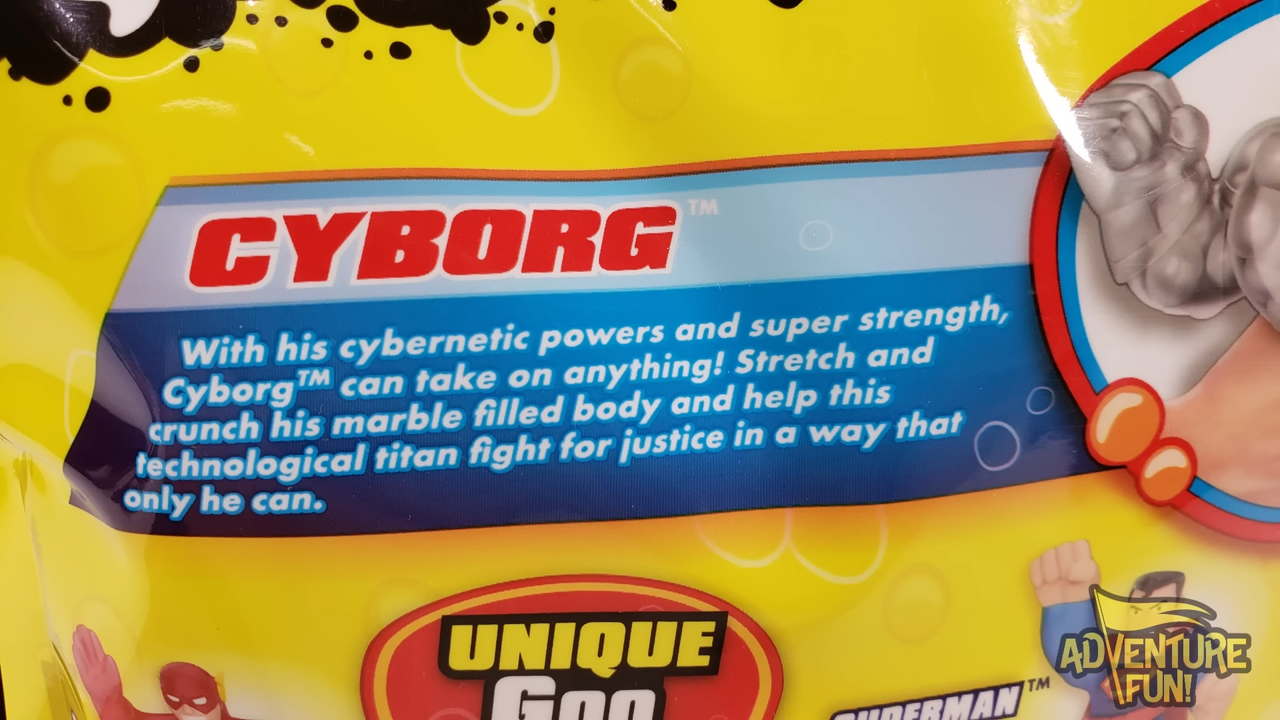 CYBORG™
With his cybernetic powers and super strength,
Cyborg™ can take on anything! Stretch and
crunch his marble filled body and help this
technological titan fight for justice in a way that
only he can.
UNIQUE
GOO
SUPERMAN™
ADVENTURE
FUN!